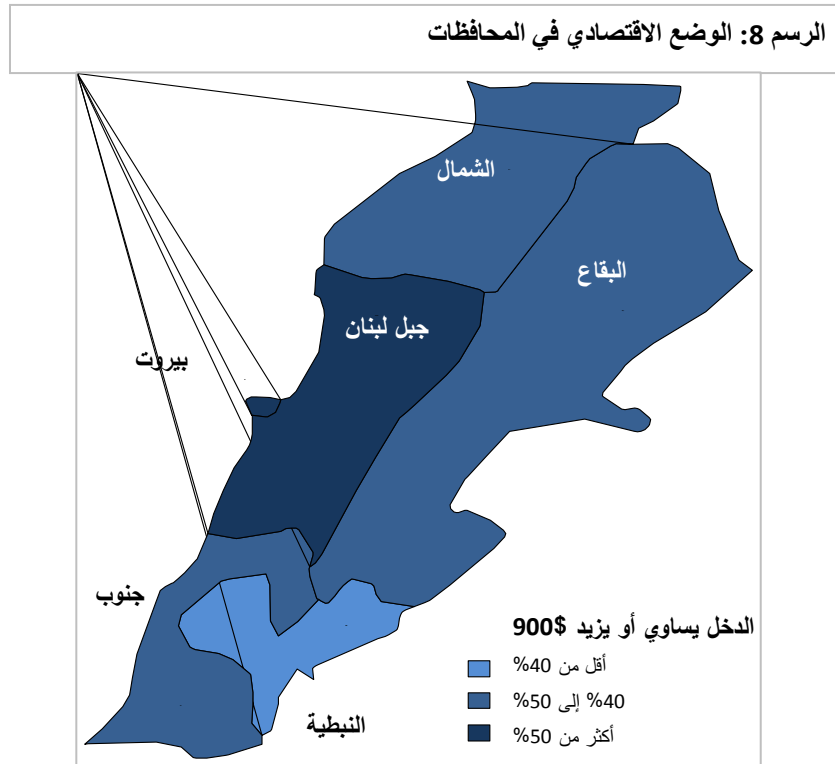 الرسم 8: الوضع الاقتصادي في المحافظات
الشمال
البقاع
جبل لبنان
بيروت
جنوب
النبطية
الدخل يساوي أو يزيد $900
أقل من 40%
40% إلى 50%
أكثر من 50%